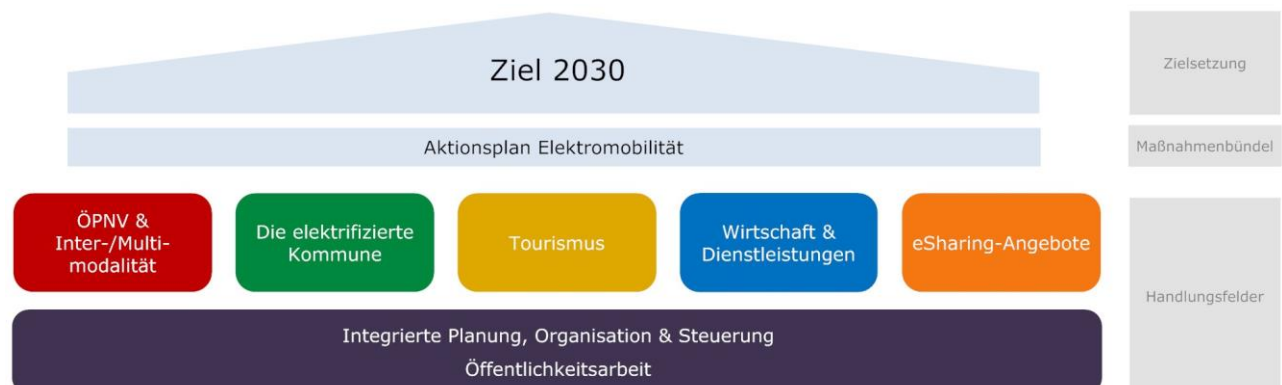 Ziel 2030
Zielsetzung
Aktionsplan Elektromobilität
Maßnahmenbündel
ÖPNV &
Inter-/Multi-
modalität
Die elektrifizierte
Kommune
Tourismus
Wirtschaft &
Dienstleistungen
eSharing-Angebote
Handlungsfelder
Integrierte Planung, Organisation & Steuerung
Öffentlichkeitsarbeit